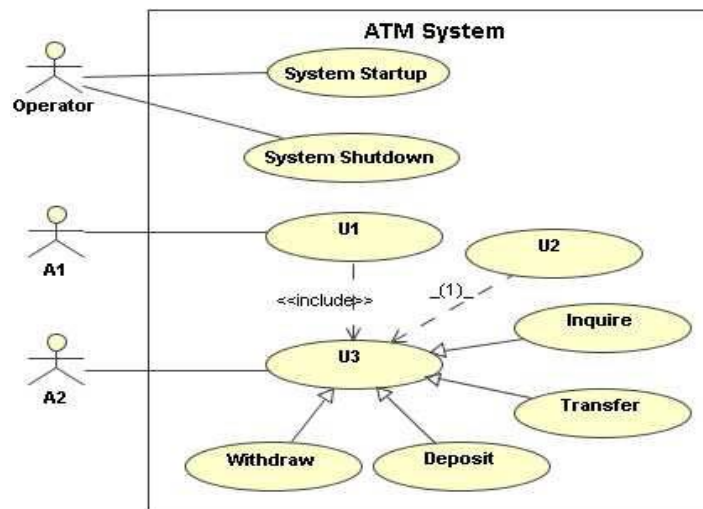 ATM System
System Startup
Operator
System Shutdown
U1
A1
U2
<<include>>
_(1)_
Inquire
U3
A2
Transfer
Withdraw
Deposit